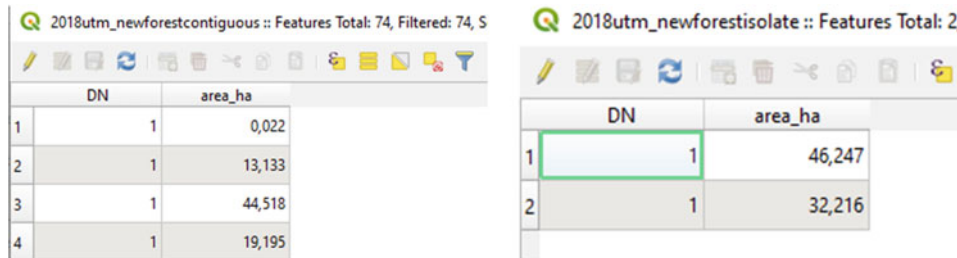 2018utm_newforestcontiguous :: Features Total: 74, Filtered: 74, S
DN area_ha
1 1 0,022
2 1 13,133
3 1 44,518
4 1 19,195
2018utm_newforestisolate :: Features Total: 2
DN area_ha
1 1 46,247
2 1 32,216